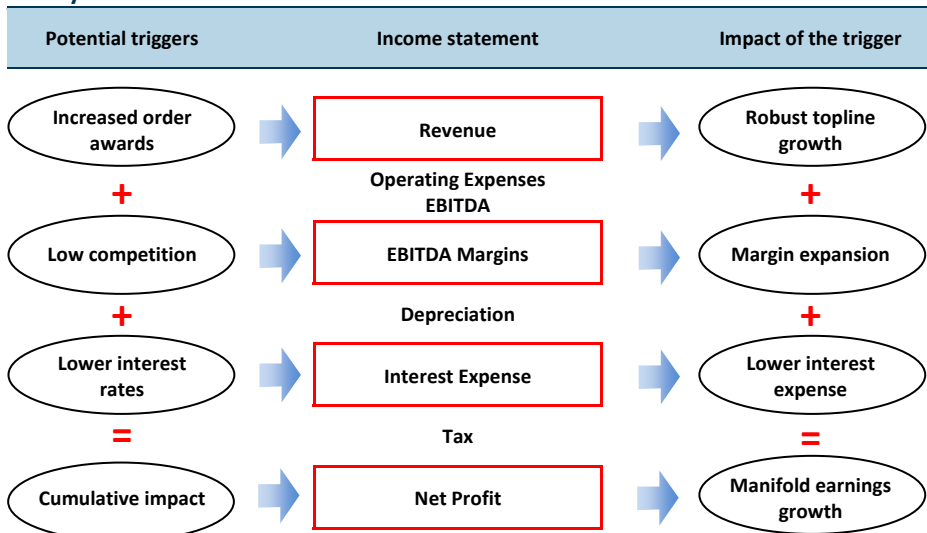 Potential triggers Income statement Impact of the trigger
Increased order
awards
Revenue
Robust topline
growth
+
Operating Expenses
EBITDA
+
Low competition
EBITDA Margins
Margin expansion
+
Depreciation
+
Lower interest
rates
Interest Expense
Lower interest
expense
=
Tax
=
Cumulative impact
Net Profit
Manifold earnings
growth